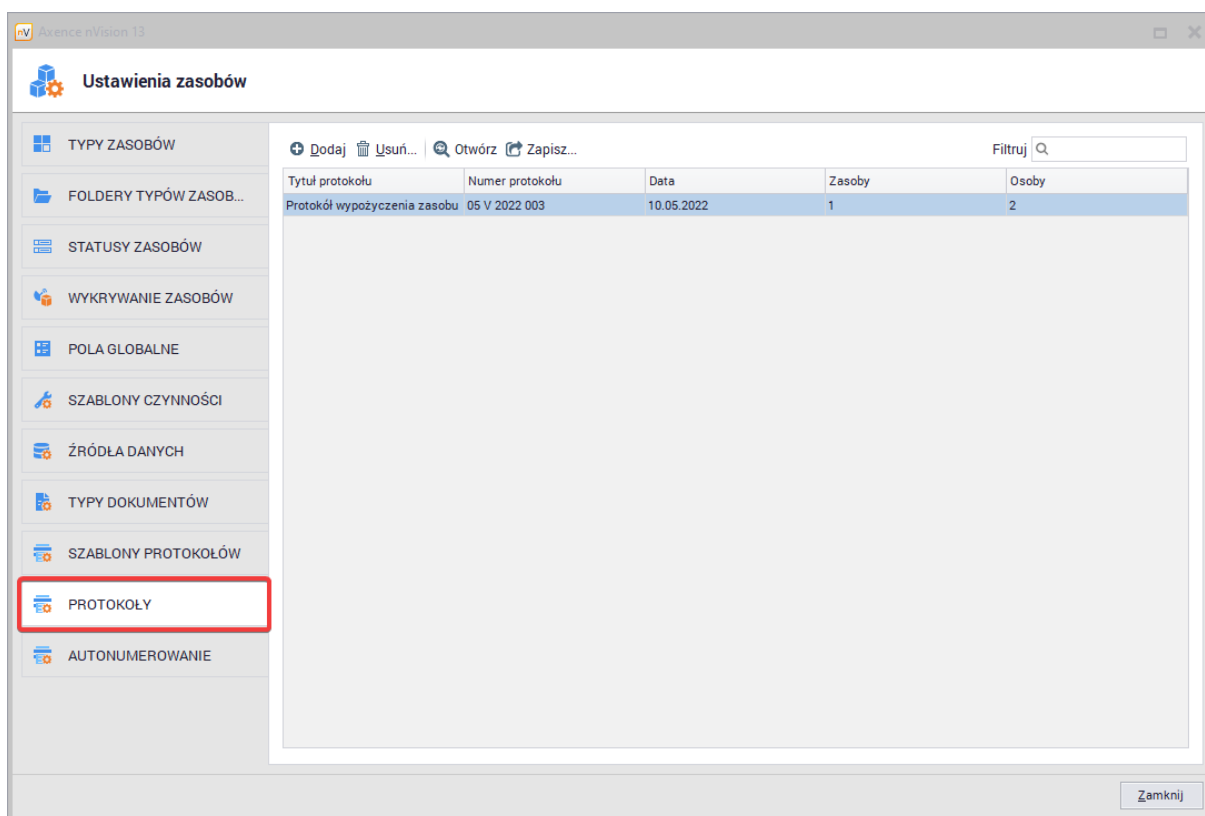 nV Axence nVision 13
Ustawienia zasobów
TYPY ZASOBÓW
FOLDERY TYPÓW ZASOB...
STATUSY ZASOBÓW
WYKRYWANIE ZASOBÓW
POLA GLOBALNE
SZABLONY CZYNNOŚCI
ŹRÓDŁA DANYCH
TYPY DOKUMENTÓW
SZABLONY PROTOKOŁÓW
PROTOKOŁY
AUTONUMEROWANIE
Dodaj Usuń... Otwórz Zapisz... Filtruj
Tytuł protokołu Numer protokołu Data Zasoby Osoby
Protokół wypożyczenia zasobu 05 V 2022 003 10.05.2022 1 2
Zamknij